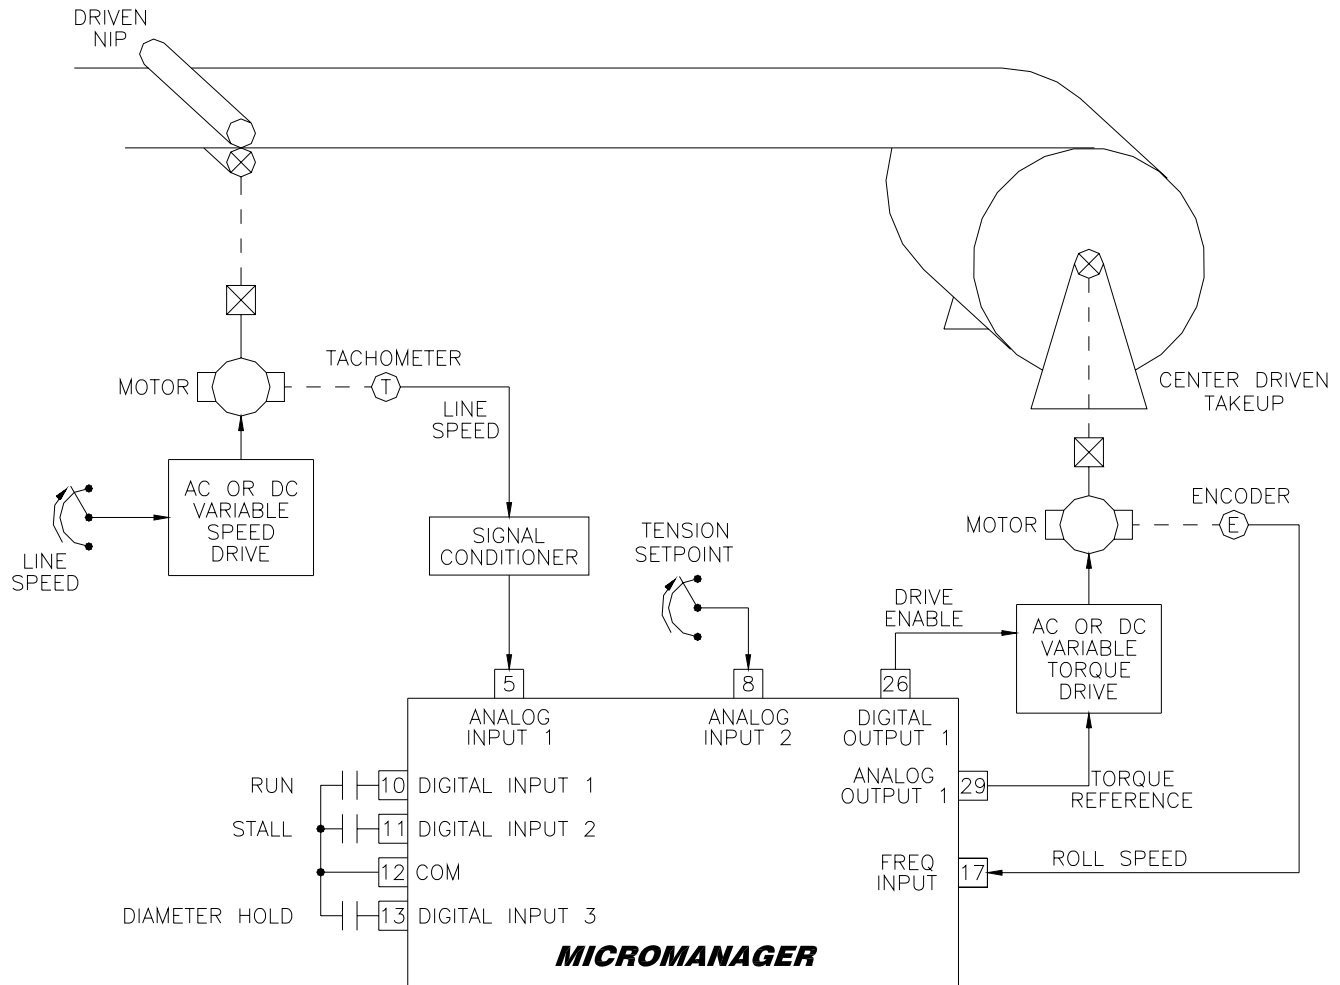 DRIVEN
NIP
TACHOMETER
MOTOR
T
LINE
SPEED
CENTER DRIVEN
TAKEUP
AC OR DC
VARIABLE
SPEED
DRIVE
LINE
SPEED
SIGNAL
CONDITIONER
TENSION
SETPOINT
ENCODER
MOTOR
E
DRIVE
ENABLE
AC OR DC
VARIABLE
TORQUE
DRIVE
5
8
26
ANALOG
INPUT 1
ANALOG
INPUT 2
DIGITAL
OUTPUT 1
RUN
10
DIGITAL INPUT 1
ANALOG
OUTPUT 1
29
TORQUE
REFERENCE
STALL
11
DIGITAL INPUT 2
12
COM
FREQ
INPUT
17
ROLL SPEED
DIAMETER HOLD
13
DIGITAL INPUT 3
MICROMANAGER